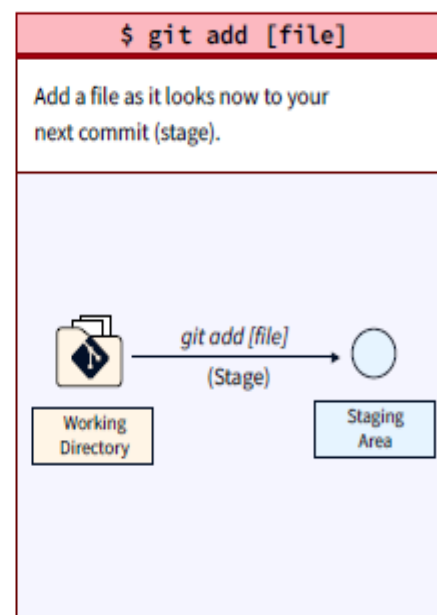 $ git add [file]
Add a file as it looks now to your
next commit (stage).
git add [file]
(Stage)
Working
Directory
Staging
Area